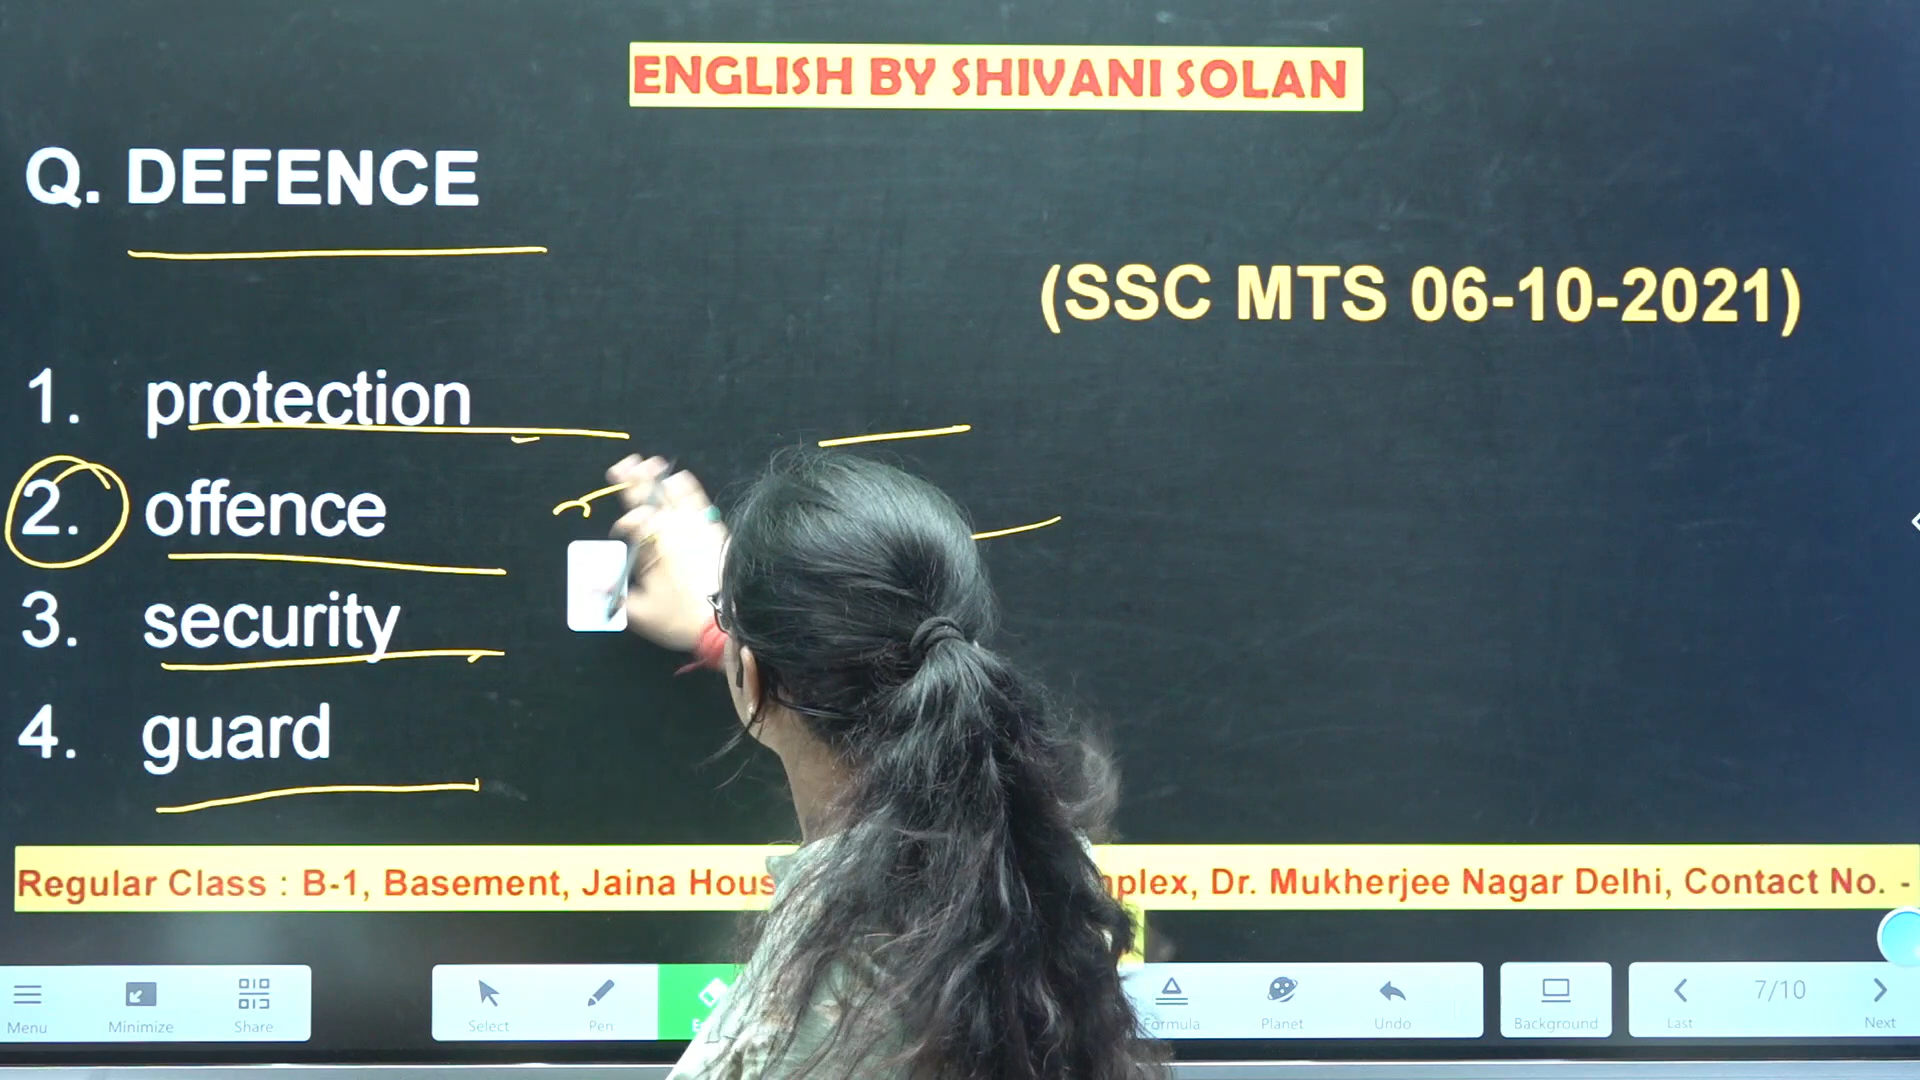 ENGLISH BY SHIVANI SOLAN
Q. DEFENCE
(SSC MTS 06-10-2021)
1. protection
2. offence
3. security
4. guard
Regular Class : B-1, Basement, Jaina Hous mplex, Dr. Mukherjee Nagar Delhi, Contact No. -
Menu Minimize Share Select Pen Formula Planet Undo Background Last 7/10 Next